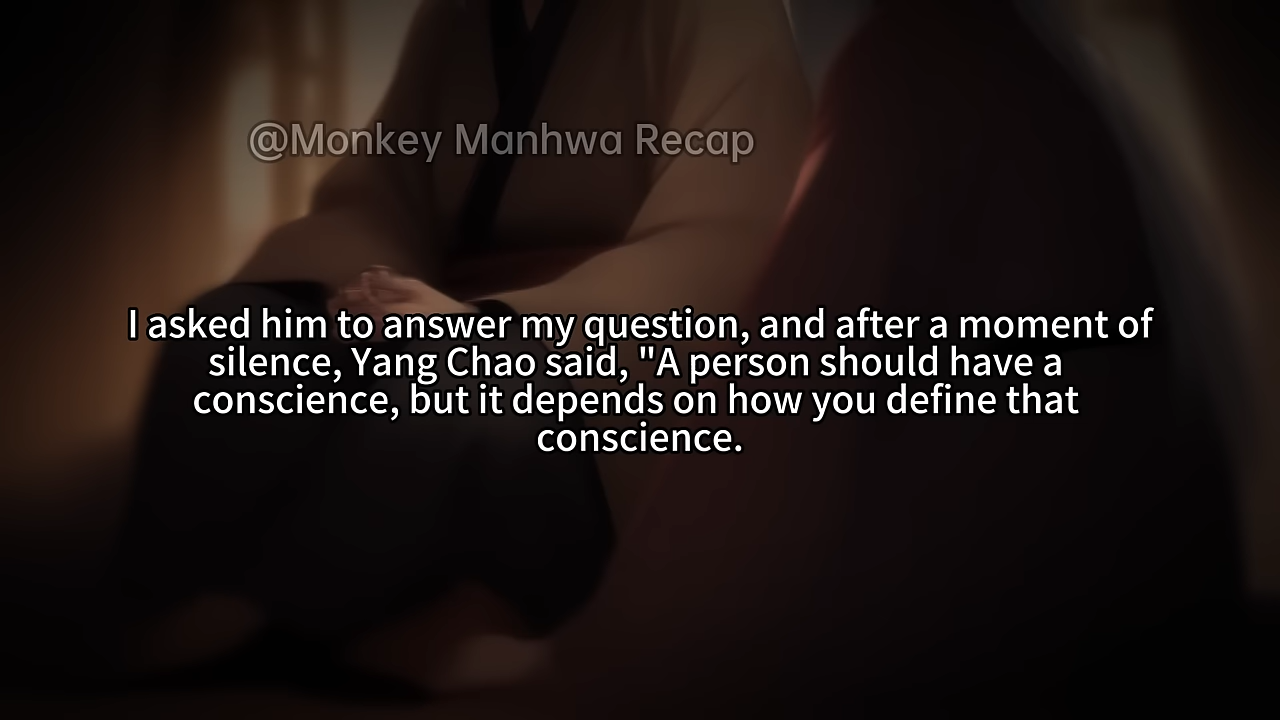 @Monkey Manhwa Recap
I asked him to answer my question, and after a moment of
silence, Yang Chao said, "A person should have a
conscience, but it depends on how you define that
conscience.